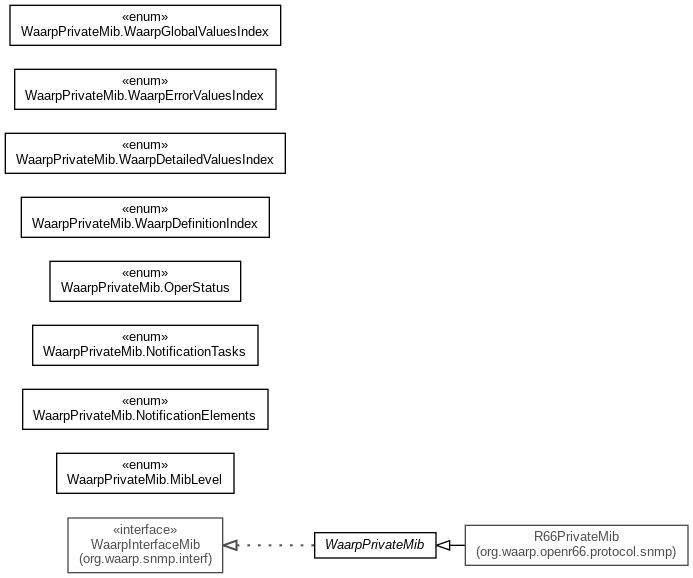 «enum»
WaarpPrivateMib.WaarpGlobalValuesIndex
«enum»
WaarpPrivateMib.WaarpErrorValuesIndex
«enum»
WaarpPrivateMib.WaarpDetailedValuesIndex
«enum»
WaarpPrivateMib.WaarpDefinitionIndex
«enum»
WaarpPrivateMib.OperStatus
«enum»
WaarpPrivateMib.NotificationTasks
«enum»
WaarpPrivateMib.NotificationElements
«enum»
WaarpPrivateMib.MibLevel
«interface»
WaarpInterfaceMib
(org.waarp.snmp.interf)
WaarpPrivateMib
R66PrivateMib
(org.waarp.openr66.protocol.snmp)